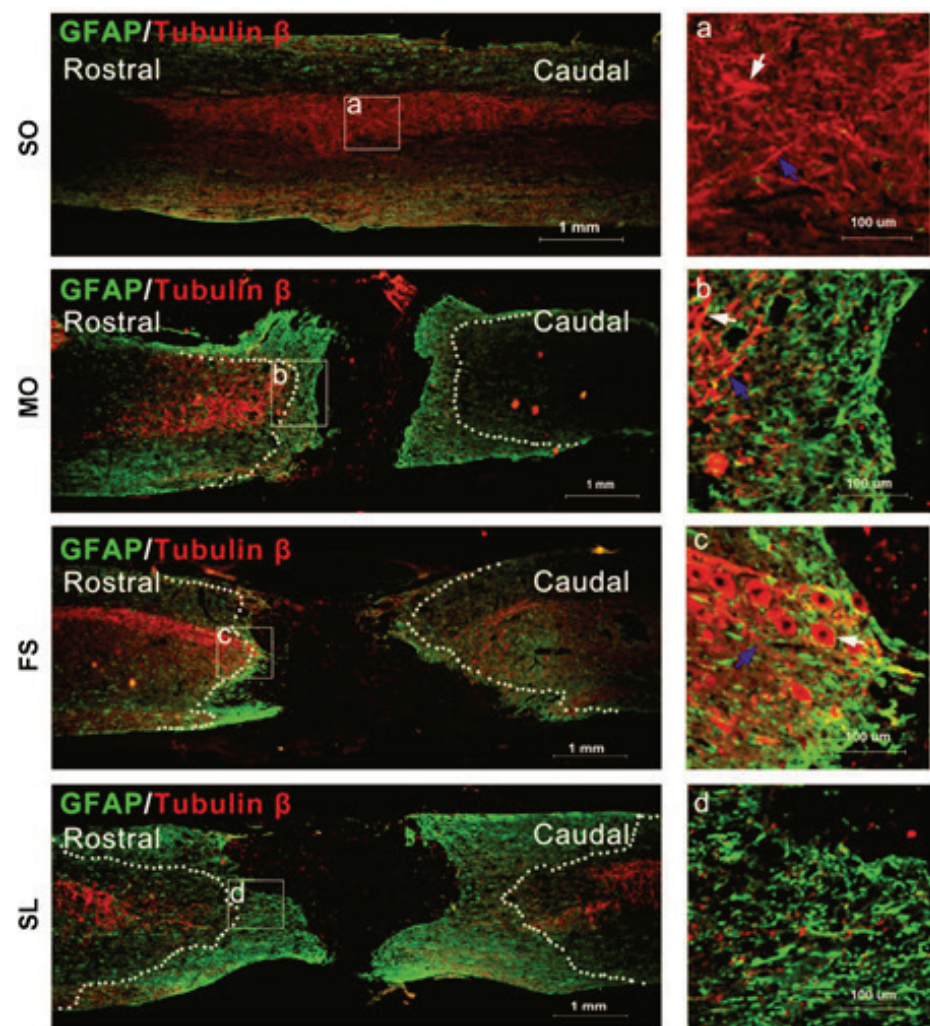 GFAP/Tubulin β
Rostral
Caudal
a
1 mm
SO
a
100 um
GFAP/Tubulin β
Rostral
Caudal
b
1 mm
MO
b
100 um
GFAP/Tubulin β
Rostral
Caudal
c
1 mm
FS
c
100 um
GFAP/Tubulin β
Rostral
Caudal
d
1 mm
SL
d
100 um